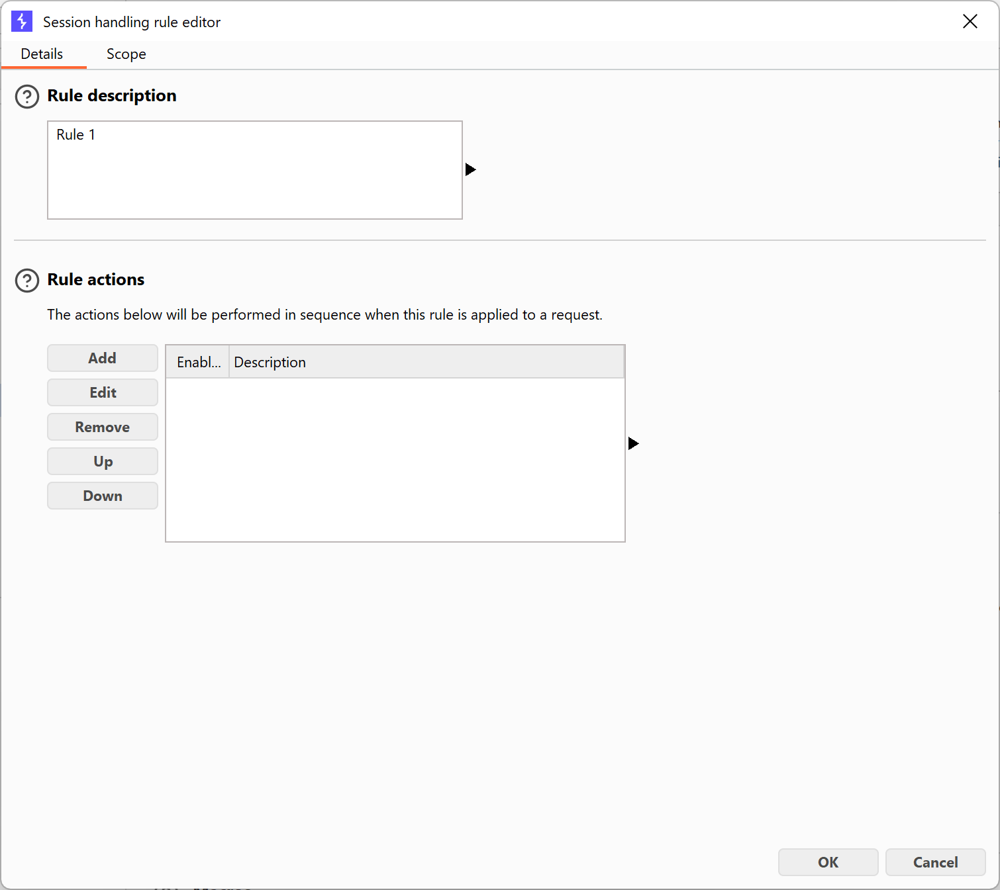 Session handling rule editor
Details Scope
Rule description
Rule 1
Rule actions
The actions below will be performed in sequence when this rule is applied to a request.
Add
Enabl... Description
Edit
Remove
Up
Down
OK Cancel